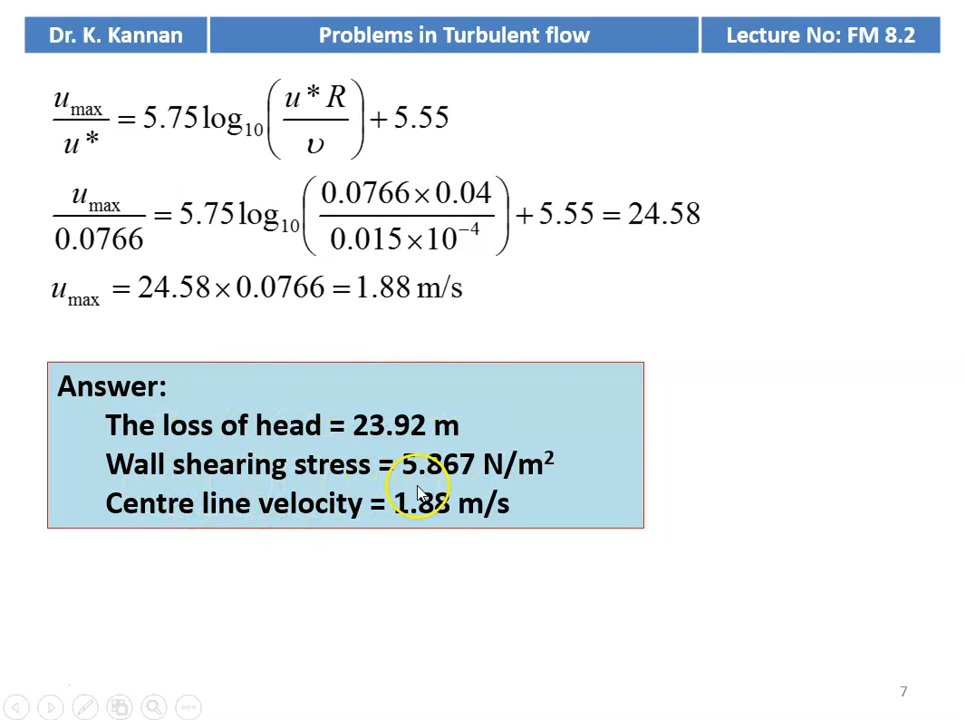 Dr. K. Kannan Problems in Turbulent flow Lecture No: FM 8.2
u_max / u* = 5.75 log₁₀ (u* R / υ) + 5.55
u_max / 0.0766 = 5.75 log₁₀ (0.0766 × 0.04 / 0.015 × 10⁻⁴) + 5.55 = 24.58
u_max = 24.58 × 0.0766 = 1.88 m/s
Answer:
The loss of head = 23.92 m
Wall shearing stress = 5.867 N/m²
Centre line velocity = 1.88 m/s
7